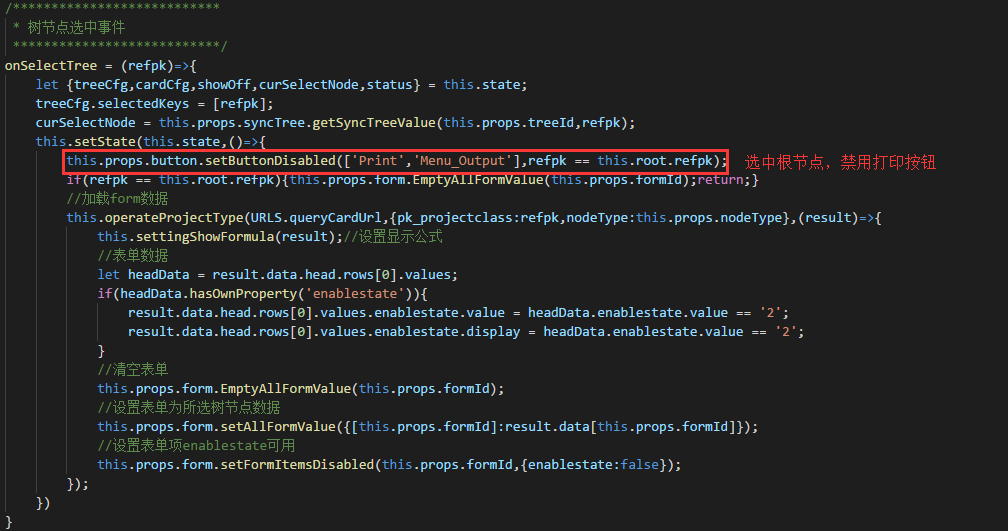 /***************************
 * 树节点选中事件
 ***************************/
onSelectTree = (refpk)=>{
    let {treeCfg,cardCfg,showOff,curSelectNode,status} = this.state;
    treeCfg.selectedKeys = [refpk];
    curSelectNode = this.props.syncTree.getSyncTreeValue(this.props.treeId,refpk);
    this.setState(this.state,()=>{
        this.props.button.setButtonDisabled(['Print','Menu_Output'],refpk == this.root.refpk); 选中根节点，禁用打印按钮
        if(refpk == this.root.refpk){this.props.form.EmptyAllFormValue(this.props.formId);return;}
        //加载form数据
        this.operateProjectType(URLS.queryCardUrl,{pk_projectclass:refpk,nodeType:this.props.nodeType},(result)=>{
            this.settingShowFormula(result);//设置显示公式
            //表单数据
            let headData = result.data.head.rows[0].values;
            if(headData.hasOwnProperty('enablestate')){
                result.data.head.rows[0].values.enablestate.value = headData.enablestate.value == '2';
                result.data.head.rows[0].values.enablestate.display = headData.enablestate.value == '2';
            }
            //清空表单
            this.props.form.EmptyAllFormValue(this.props.formId);
            //设置表单为所选树节点数据
            this.props.form.setAllFormValue({[this.props.formId]:result.data[this.props.formId]});
            //设置表单项enablestate可用
            this.props.form.setFormItemsDisabled(this.props.formId,{enablestate:false});
        });
    })
}